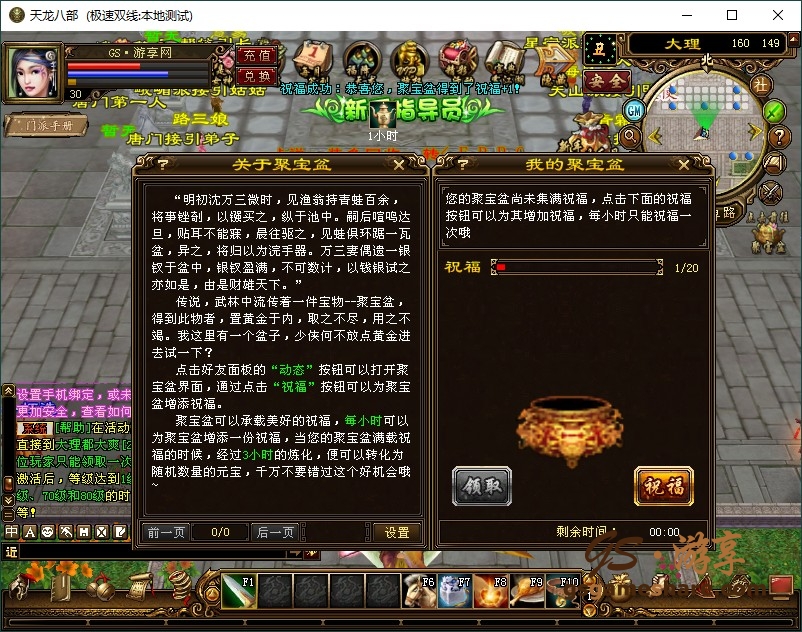 天龙八部 (极速双线:本地测试)
GS·游享网
充值
兑换
30
门派手册
丑
大理 160 149
安全
北
社
GM
祝福成功：恭喜您，聚宝盆得到了祝福+1!
新
指导员
1小时
峨嵋派接引姑姑
唐门第一人
路三娘
唐门接引弟子
关于聚宝盆
“明初沈万三微时，见渔翁持青蛙百余，
将事锉剞，以镪买之，纵于池中。嗣后喧鸣达
旦，贴耳不能寐，晨往驱之，见蛙俱环踞一瓦
盆，异之，将归以为浣手器。万三妻偶遗一银
钗于盆中，银钗盈满，不可数计，以钱银试之
亦如是，由是财雄天下。”
传说，武林中流传着一件宝物--聚宝盆，
得到此物者，置黄金于内，取之不尽，用之不
竭。我这里有一个盆子，少侠何不放点黄金进
去试一下？
点击好友面板的“动态”按钮可以打开聚
宝盆界面，通过点击“祝福”按钮可以为聚宝
盆增添祝福。
聚宝盆可以承载美好的祝福，每小时可以
为聚宝盆增添一份祝福，当您的聚宝盆满载祝
福的时候，经过3小时的炼化，便可以转化为
随机数量的元宝，千万不要错过这个好机会哦
~
前一页 0/0 后一页 设置
我的聚宝盆
您的聚宝盆尚未集满祝福，点击下面的祝福
按钮可以为其增加祝福，每小时只能祝福一
次哦
祝福 1/20
领取 祝福
剩余时间： 00:00
设置手机绑定，或未
更加安全，查看如何
[帮助]在活动
直接到大理都大爽[2
位玩家只能领取一次
激活后，等级达到1级
级、70级和80级的时
等!
近
F1 F6 F7 F8 F9 F10
GS·游享